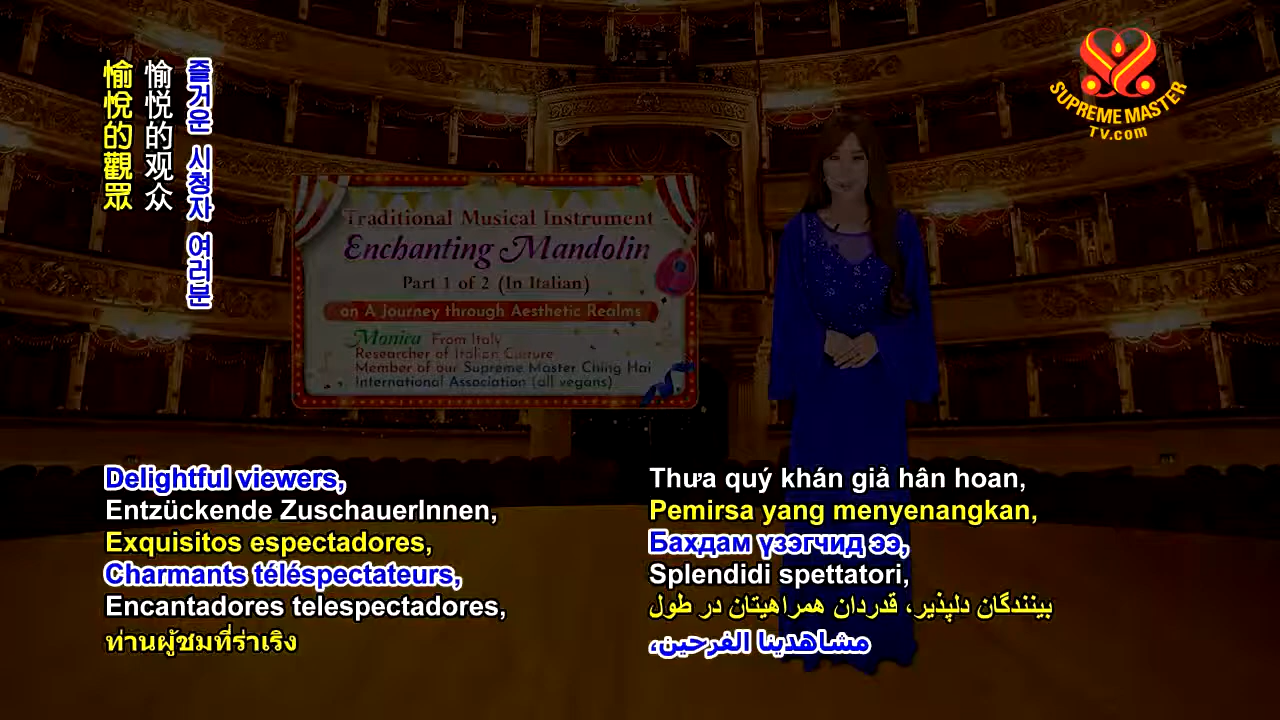 愉悅的觀眾
愉悦的观众
즐거운 시청자 여러분
SUPREME MASTER
TV.com
Traditional Musical Instrument -
Enchanting Mandolin
Part 1 of 2 (In Italian)
on A Journey through Aesthetic Realms
Monica From Italy
Researcher of Italian Culture
Member of our Supreme Master Ching Hai
International Association (all vegans)
Delightful viewers,
Entzückende ZuschauerInnen,
Exquisitos espectadores,
Charmants téléspectateurs,
Encantadores telespectadores,
ท่านผู้ชมที่ร่าเริง
Thưa quý khán giả hân hoan,
Pemirsa yang menyenangkan,
Бахдам үзэгчид ээ,
Splendidi spettatori,
بینندگان دلپذیر، قدردان همراهیتان در طول
مشاهدينا الفرحين،